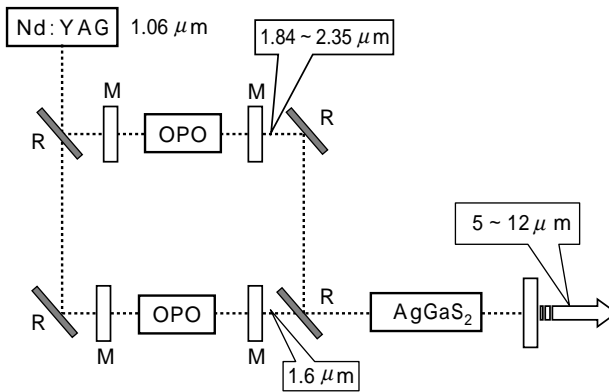 Nd:YAG 1.06 μm
1.84 ~ 2.35 μm
M M
R OPO R
5 ~ 12 μm
R OPO R AgGaS₂
M M
1.6 μm